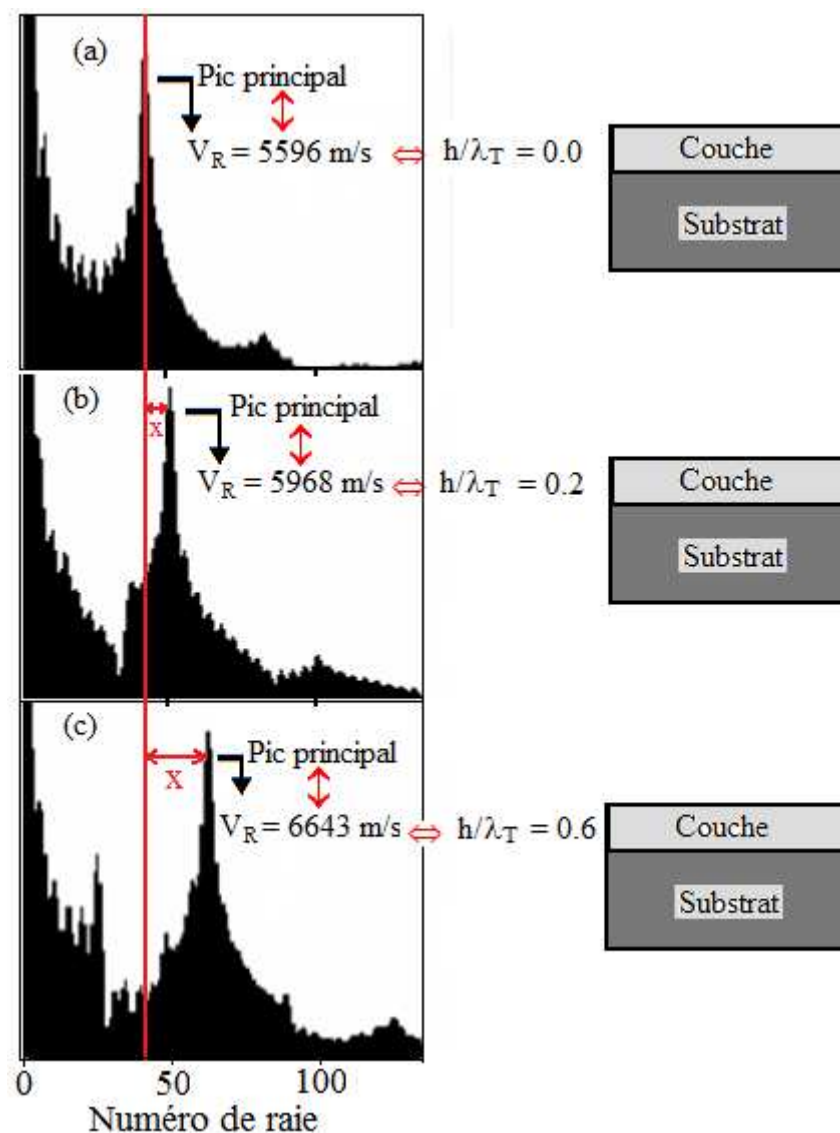 (a)
Pic principal
V_R = 5596 m/s ⇔ h/λ_T = 0.0
Couche
Substrat
(b)
Pic principal
X
V_R = 5968 m/s ⇔ h/λ_T = 0.2
Couche
Substrat
(c)
Pic principal
X
V_R = 6643 m/s ⇔ h/λ_T = 0.6
Couche
Substrat
0 50 100
Numéro de raie